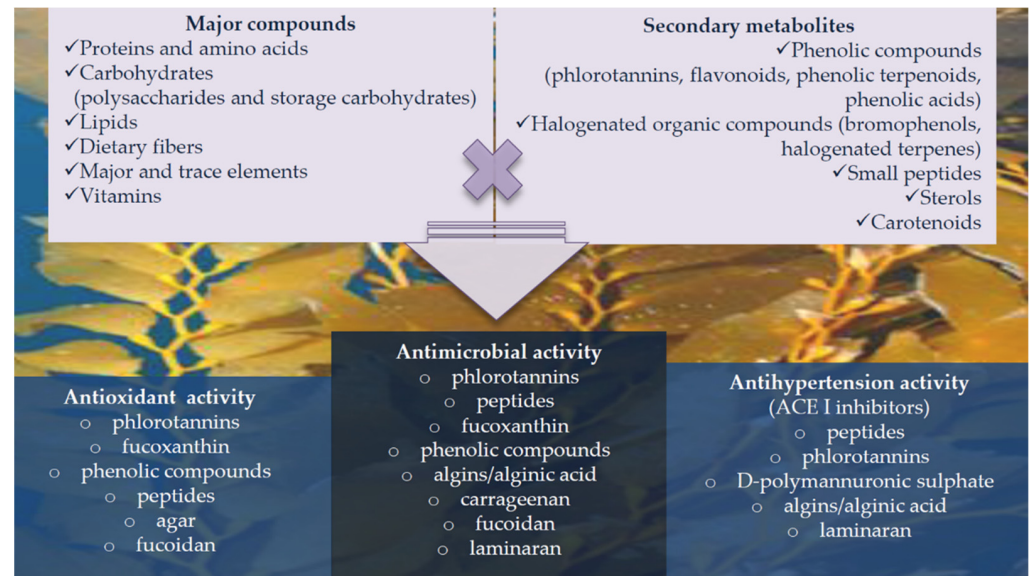 Major compounds
✓Proteins and amino acids
✓Carbohydrates
(polysaccharides and storage carbohydrates)
✓Lipids
✓Dietary fibers
✓Major and trace elements
✓Vitamins
Secondary metabolites
✓Phenolic compounds
(phlorotannins, flavonoids, phenolic terpenoids,
phenolic acids)
✓Halogenated organic compounds (bromophenols,
halogenated terpenes)
✓Small peptides
✓Sterols
✓Carotenoids
Antioxidant activity
o phlorotannins
o fucoxanthin
o phenolic compounds
o peptides
o agar
o fucoidan
Antimicrobial activity
o phlorotannins
o peptides
o fucoxanthin
o phenolic compounds
o algins/alginic acid
o carrageenan
o fucoidan
o laminaran
Antihypertension activity
(ACE I inhibitors)
o peptides
o phlorotannins
o D-polymannuronic sulphate
o algins/alginic acid
o laminaran